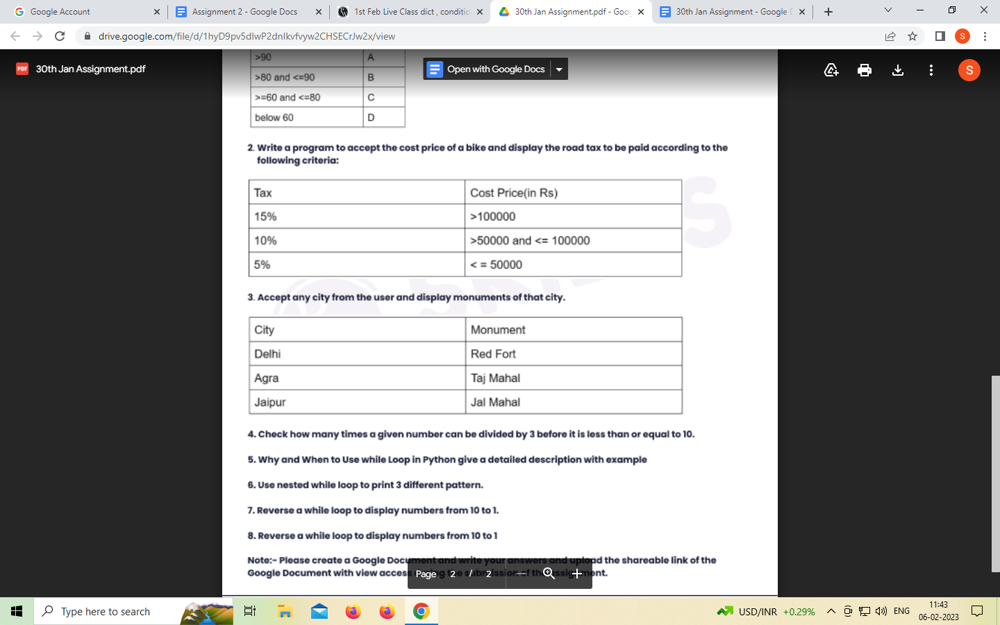 Google Account
Assignment 2 - Google Docs
1st Feb Live Class dict , conditio
30th Jan Assignment.pdf - Goog
30th Jan Assignment - Google D
drive.google.com/file/d/1hyD9pv5dlwP2dnlkvfvyw2CHSECrJw2x/view
S
PDF
30th Jan Assignment.pdf
Open with Google Docs
S
>90 A
>80 and <=90 B
>=60 and <=80 C
below 60 D
2. Write a program to accept the cost price of a bike and display the road tax to be paid according to the
following criteria:
Tax Cost Price(in Rs)
15% >100000
10% >50000 and <= 100000
5% < = 50000
3. Accept any city from the user and display monuments of that city.
City Monument
Delhi Red Fort
Agra Taj Mahal
Jaipur Jal Mahal
4. Check how many times a given number can be divided by 3 before it is less than or equal to 10.
5. Why and When to Use while Loop in Python give a detailed description with example
6. Use nested while loop to print 3 different pattern.
7. Reverse a while loop to display numbers from 10 to 1.
8. Reverse a while loop to display numbers from 10 to 1
Note:- Please create a Google Document and write your answers and upload the shareable link of the
Google Document with view access during the submission of the assignment.
Page 2 / 2
Type here to search
USD/INR +0.29%
ENG
11:43
06-02-2023